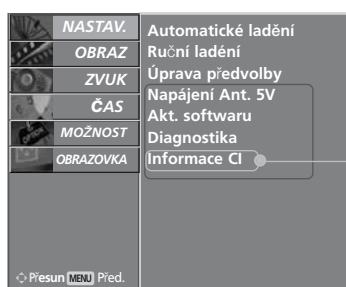 NASTAV.
OBRAZ
ZVUK
ČAS
MOŽNOST
OBRAZOVKA
Přesun MENU Před.
Automatické ladění
Ruční ladéní
Úprava předvolby
Napájení Ant. 5V
Akt. softwaru
Diagnostika
Informace CI